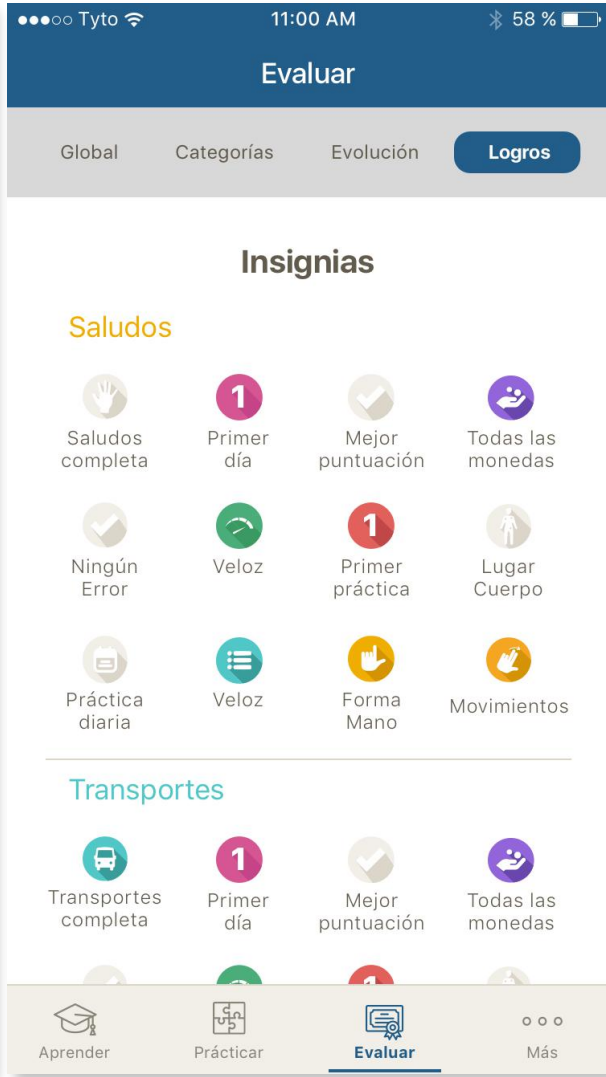 Tyto 11:00 AM 58 %
Evaluar
Global Categorías Evolución Logros
Insignias
Saludos
1
Saludos completa
Primer día
Mejor puntuación
Todas las monedas
1
Ningún Error
Veloz
Primer práctica
Lugar Cuerpo
Práctica diaria
Veloz
Forma Mano
Movimientos
Transportes
1
Transportes completa
Primer día
Mejor puntuación
Todas las monedas
1
Aprender Prácticar Evaluar Más